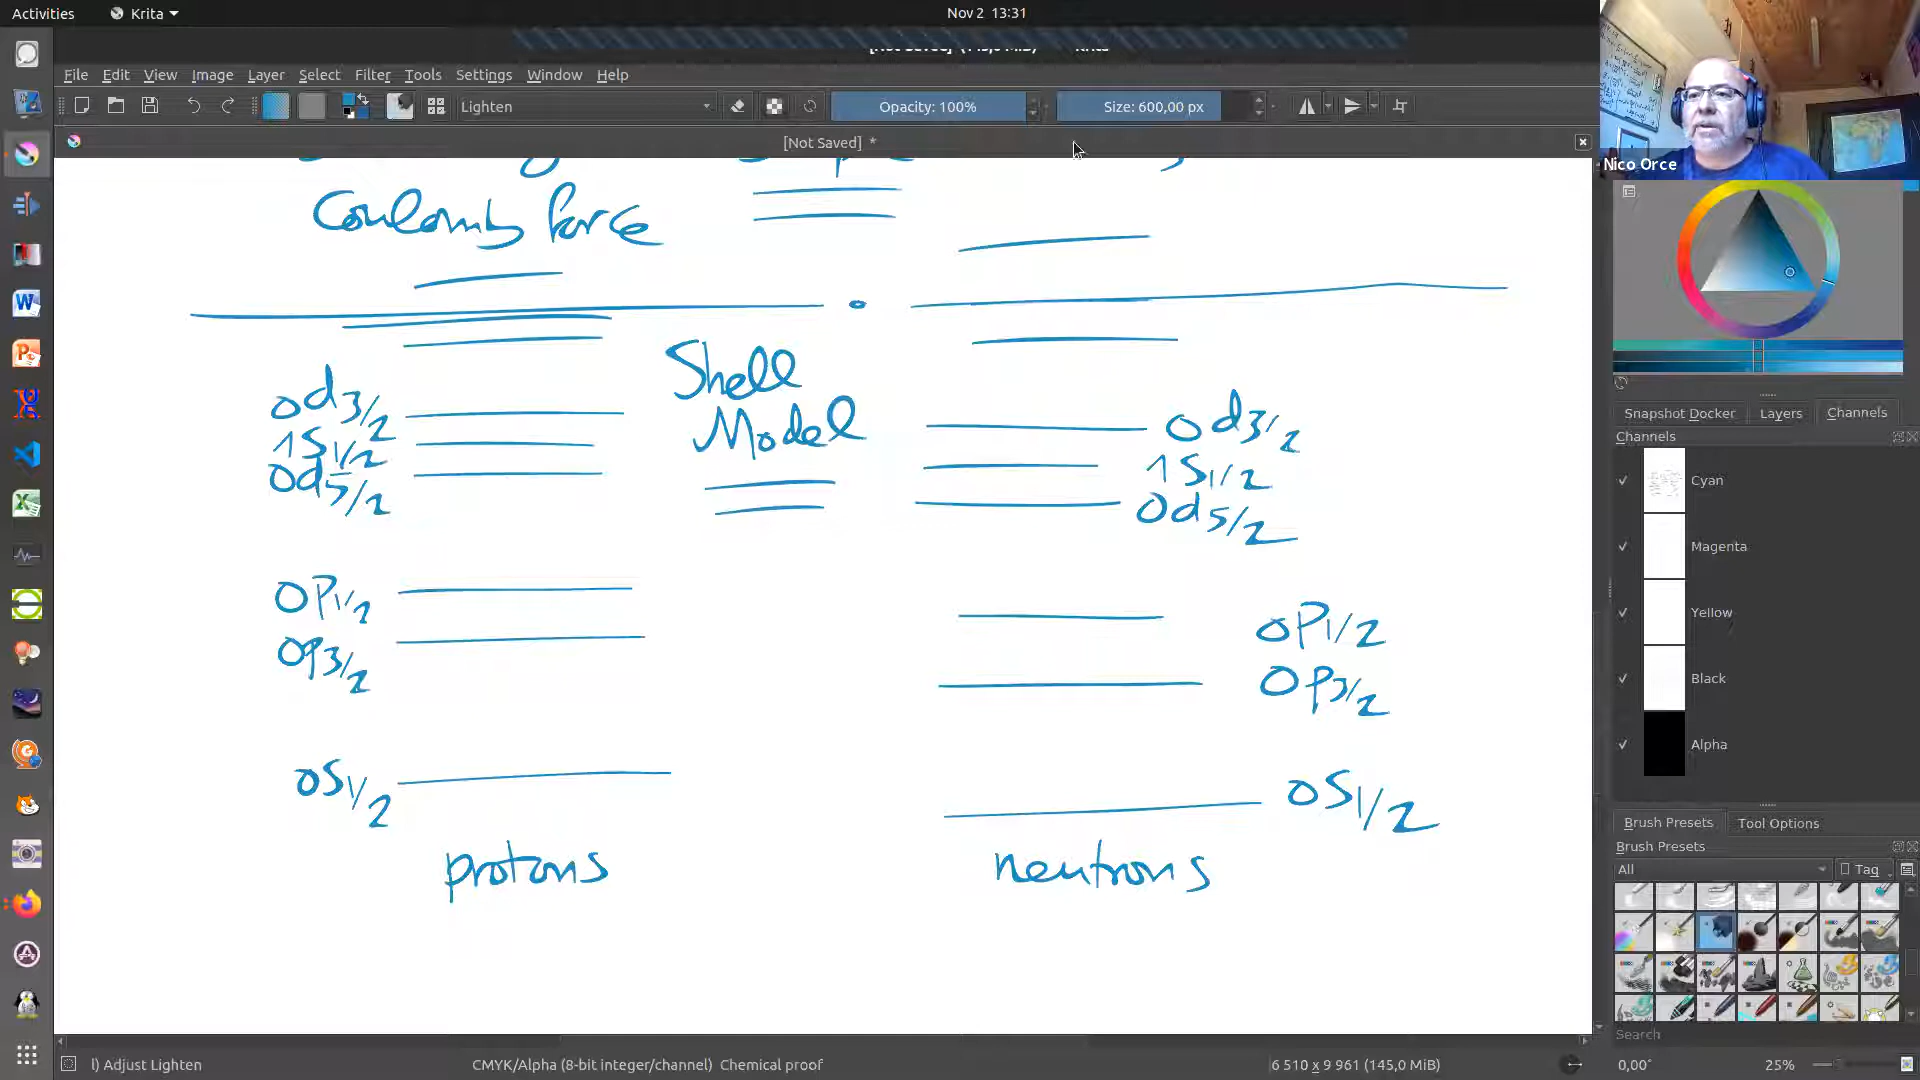 Activities
Krita
Nov 2 13:31
Nico Orce
File Edit View Image Layer Select Filter Tools Settings Window Help
Lighten
Opacity: 100%
Size: 600,00 px
[Not Saved] *
Coulomb force
Shell
Model
0d3/2
1s1/2
0d5/2
0p1/2
0p3/2
0s1/2
protons
0d3/2
1s1/2
0d5/2
0p1/2
0p3/2
0s1/2
neutrons
Snapshot Docker Layers Channels
Channels
Cyan
Magenta
Yellow
Black
Alpha
Brush Presets Tool Options
Brush Presets
All
Tag
Search
l) Adjust Lighten
CMYK/Alpha (8-bit integer/channel) Chemical proof
6 510 x 9 961 (145,0 MiB)
0,00°
25%